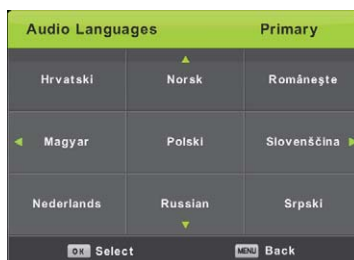 Audio Languages Primary
Hrvatski Norsk Românește
Magyar Polski Slovenščina
Nederlands Russian Srpski
OK Select MENU Back